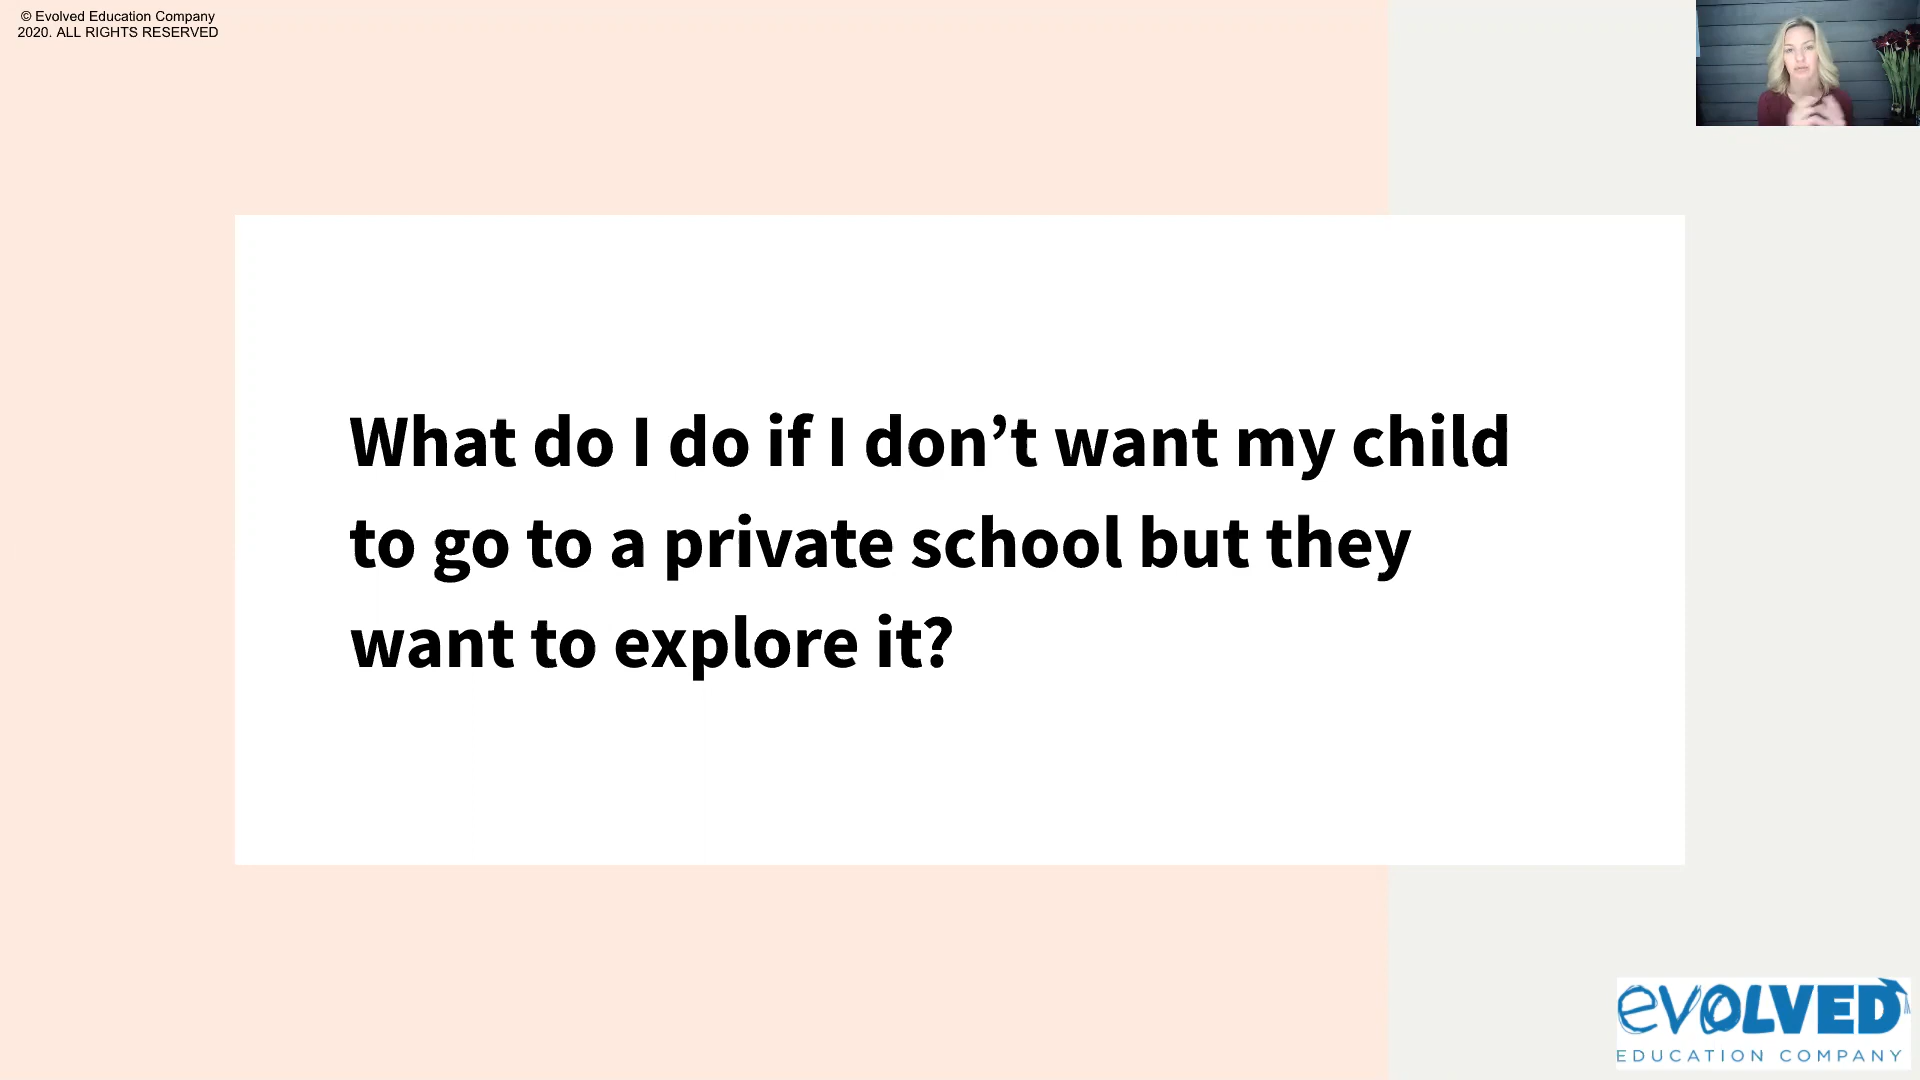 © Evolved Education Company
2020. ALL RIGHTS RESERVED
What do I do if I don’t want my child
to go to a private school but they
want to explore it?
evOLVED
EDUCATION COMPANY